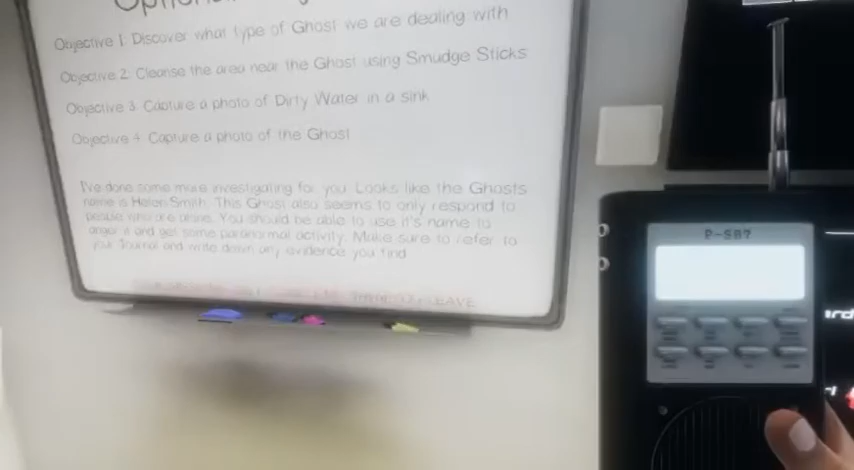 Objective 1: Discover what type of Ghost we are dealing with
Objective 2: Cleanse the area near the Ghost using Smudge Sticks
Objective 3: Capture a photo of Dirty Water in a sink
Objective 4: Capture a photo of the Ghost
I've done some more investigating for you. Looks like the Ghosts
name is Helen Smith. This Ghost also seems to only respond to
people who are alone. You should be able to use it's name to
anger it and get some paranormal activity. Make sure to refer to
your Journal and write down any evidence you find
LEAVE
P-SB7